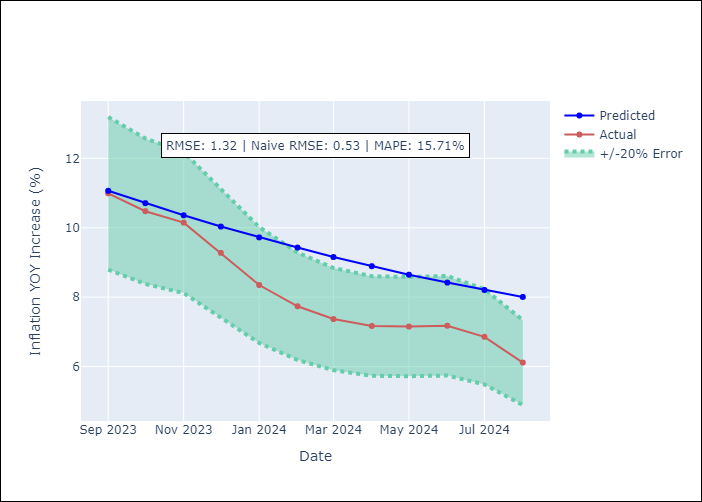 RMSE: 1.32 | Naive RMSE: 0.53 | MAPE: 15.71%
Predicted
Actual
+/-20% Error
Inflation YOY Increase (%)
12
10
8
6
Sep 2023
Nov 2023
Jan 2024
Mar 2024
May 2024
Jul 2024
Date